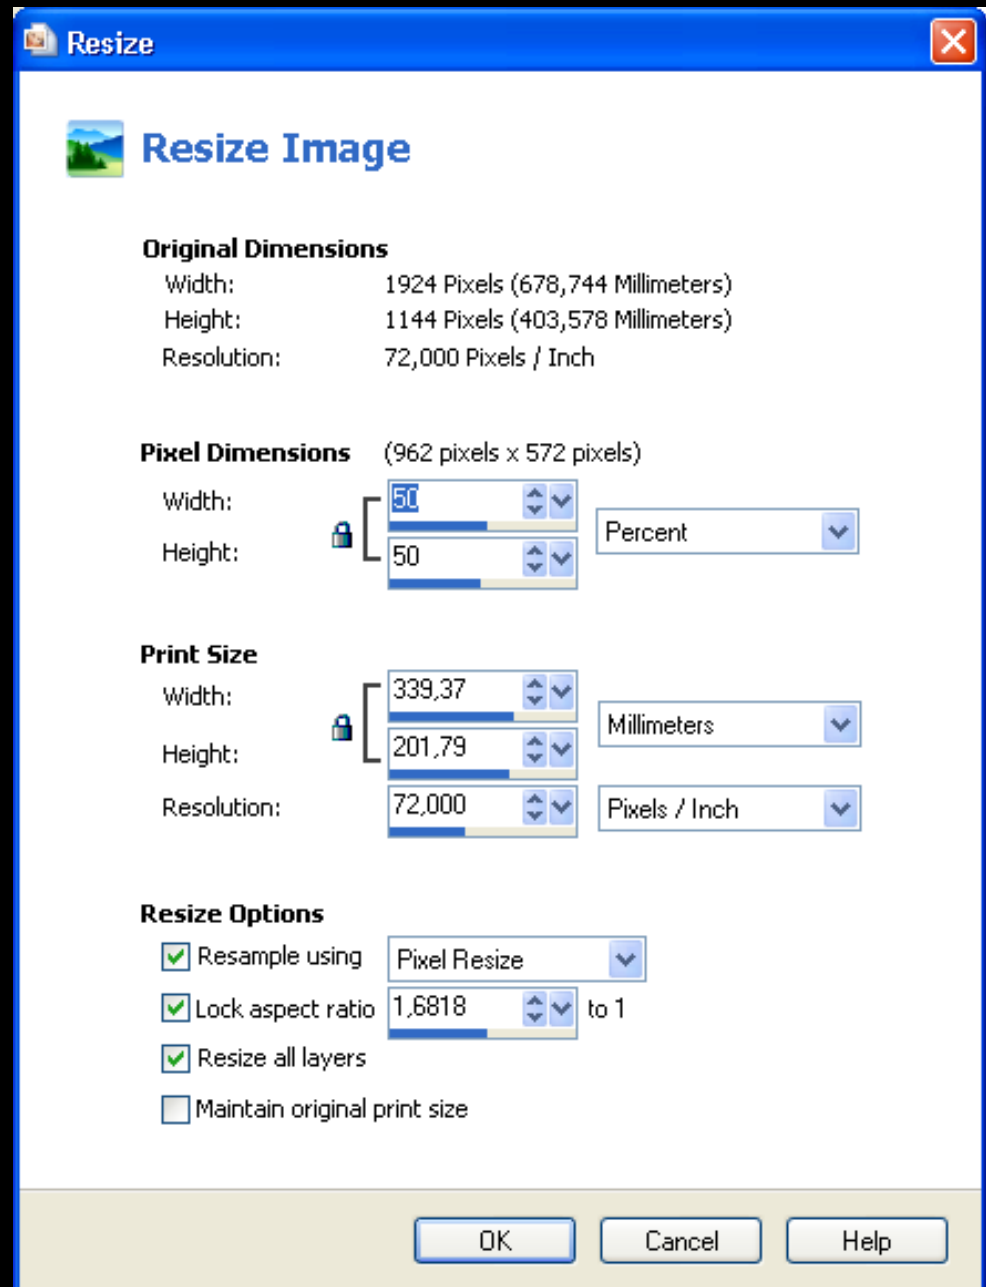 Resize
Resize Image
Original Dimensions
Width: 1924 Pixels (678,744 Millimeters)
Height: 1144 Pixels (403,578 Millimeters)
Resolution: 72,000 Pixels / Inch
Pixel Dimensions (962 pixels x 572 pixels)
Width: 50
Percent
Height: 50
Print Size
Width: 339,37
Millimeters
Height: 201,79
Resolution: 72,000 Pixels / Inch
Resize Options
Resample using Pixel Resize
Lock aspect ratio 1,6818 to 1
Resize all layers
Maintain original print size
OK Cancel Help